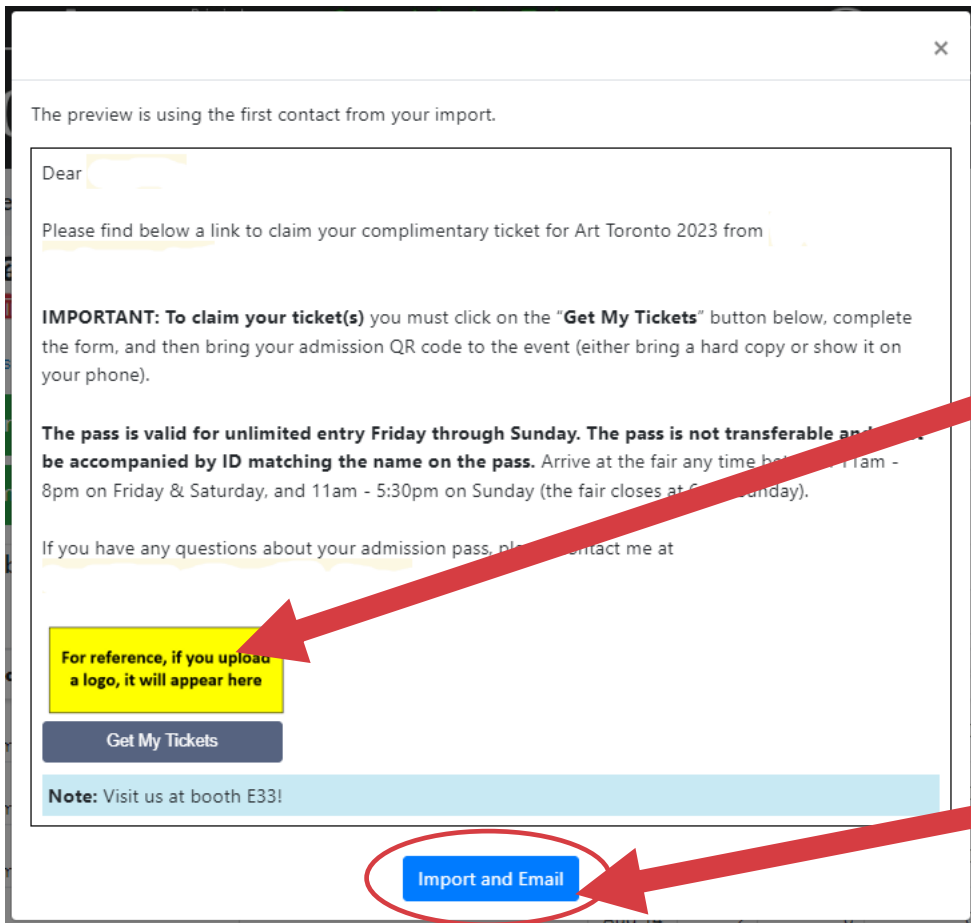 ×
The preview is using the first contact from your import.
Dear
Please find below a link to claim your complimentary ticket for Art Toronto 2023 from
IMPORTANT: To claim your ticket(s) you must click on the “Get My Tickets” button below, complete
the form, and then bring your admission QR code to the event (either bring a hard copy or show it on
your phone).
The pass is valid for unlimited entry Friday through Sunday. The pass is not transferable and
be accompanied by ID matching the name on the pass. Arrive at the fair any time 11am -
8pm on Friday & Saturday, and 11am - 5:30pm on Sunday (the fair closes at Sunday).
If you have any questions about your admission pass, contact me at
For reference, if you upload
a logo, it will appear here
Get My Tickets
Note: Visit us at booth E33!
Import and Email